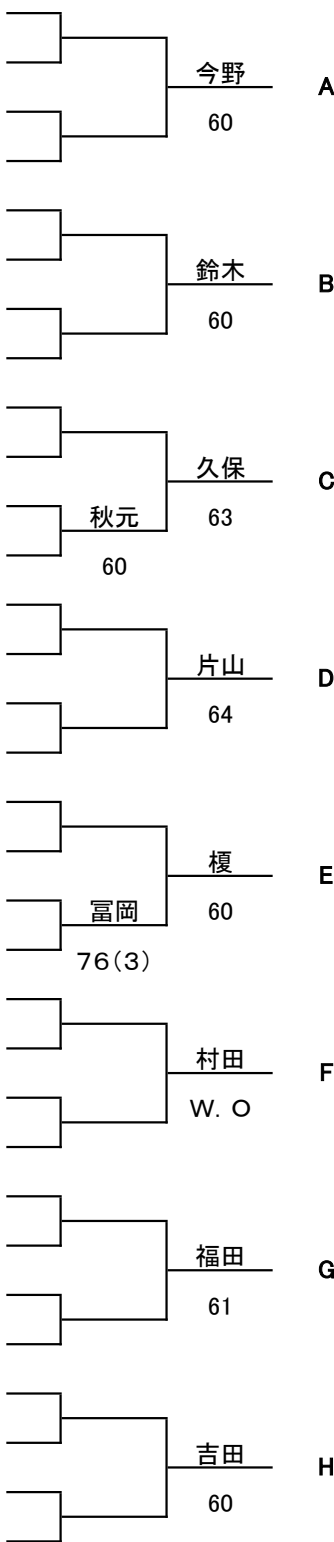 今野 A
60
鈴木 B
60
久保 C
秋元 63
60
片山 D
64
榎 E
冨岡 60
76(3)
村田 F
W. O
福田 G
61
吉田 H
60